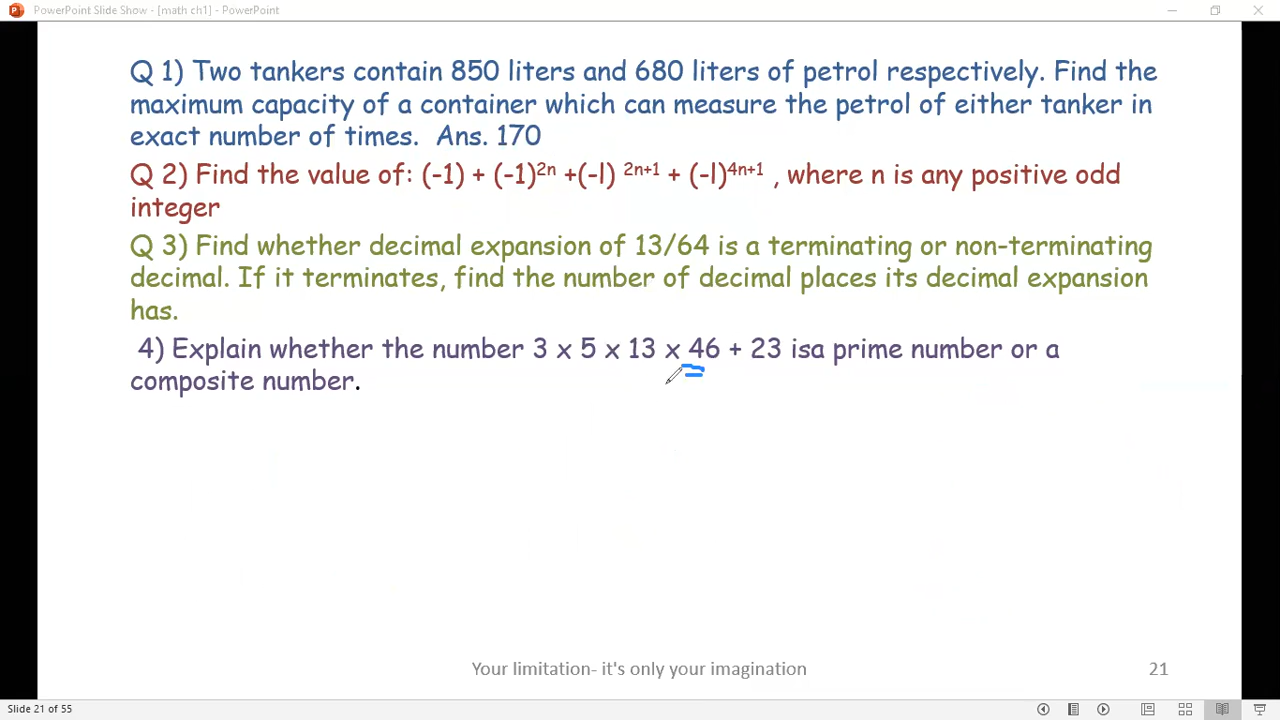 PowerPoint Slide Show - [math ch1] - PowerPoint
Q 1) Two tankers contain 850 liters and 680 liters of petrol respectively. Find the
maximum capacity of a container which can measure the petrol of either tanker in
exact number of times. Ans. 170
Q 2) Find the value of: (-1) + (-1)²ⁿ +(-l) ²ⁿ⁺¹ + (-l)⁴ⁿ⁺¹ , where n is any positive odd
integer
Q 3) Find whether decimal expansion of 13/64 is a terminating or non-terminating
decimal. If it terminates, find the number of decimal places its decimal expansion
has.
4) Explain whether the number 3 x 5 x 13 x 46 + 23 isa prime number or a
composite number.
Your limitation- it's only your imagination
21
Slide 21 of 55